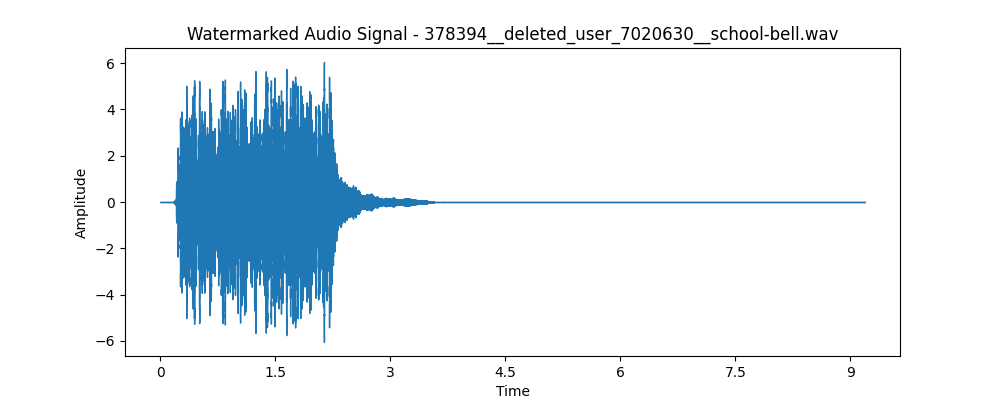 Watermarked Audio Signal - 378394__deleted_user_7020630__school-bell.wav
6
4
2
0
−2
−4
−6
Amplitude
0 1.5 3 4.5 6 7.5 9
Time